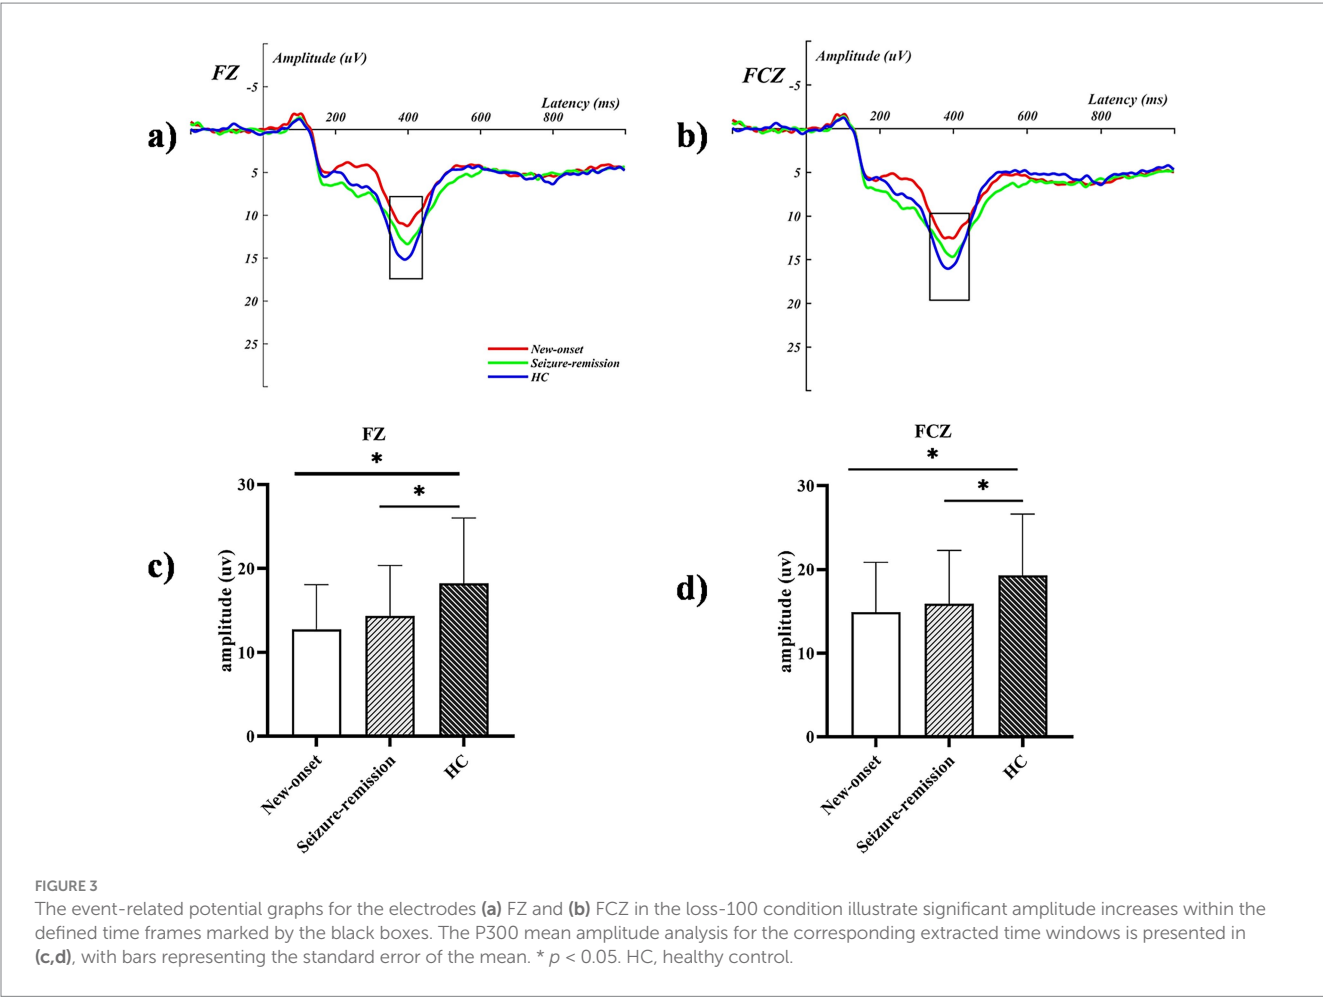 FZ
Amplitude (uV)
-5
Latency (ms)
a)
200 400 600 800
5
10
15
20
25
New-onset
Seizure-remission
HC
FCZ
Amplitude (uV)
-5
Latency (ms)
b)
200 400 600 800
5
10
15
20
25
FZ
*
*
c)
amplitude (uv)
30
20
10
0
New-onset
Seizure-remission
HC
FCZ
*
*
d)
amplitude (uv)
30
20
10
0
New-onset
Seizure-remission
HC
FIGURE 3
The event-related potential graphs for the electrodes (a) FZ and (b) FCZ in the loss-100 condition illustrate significant amplitude increases within the
defined time frames marked by the black boxes. The P300 mean amplitude analysis for the corresponding extracted time windows is presented in
(c,d), with bars representing the standard error of the mean. * p < 0.05. HC, healthy control.